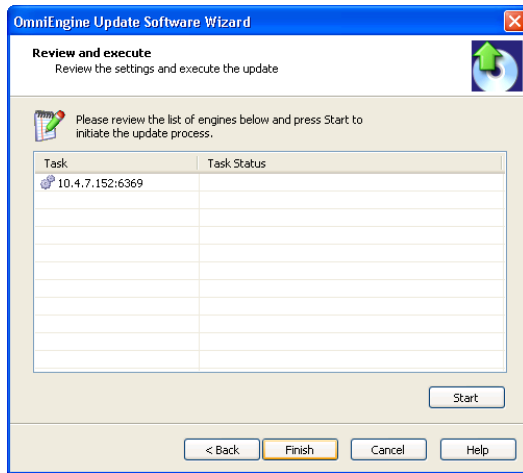 OmniEngine Update Software Wizard
Review and execute
Review the settings and execute the update
Please review the list of engines below and press Start to
initiate the update process.
Task Task Status
10.4.7.152:6369
Start
< Back Finish Cancel Help